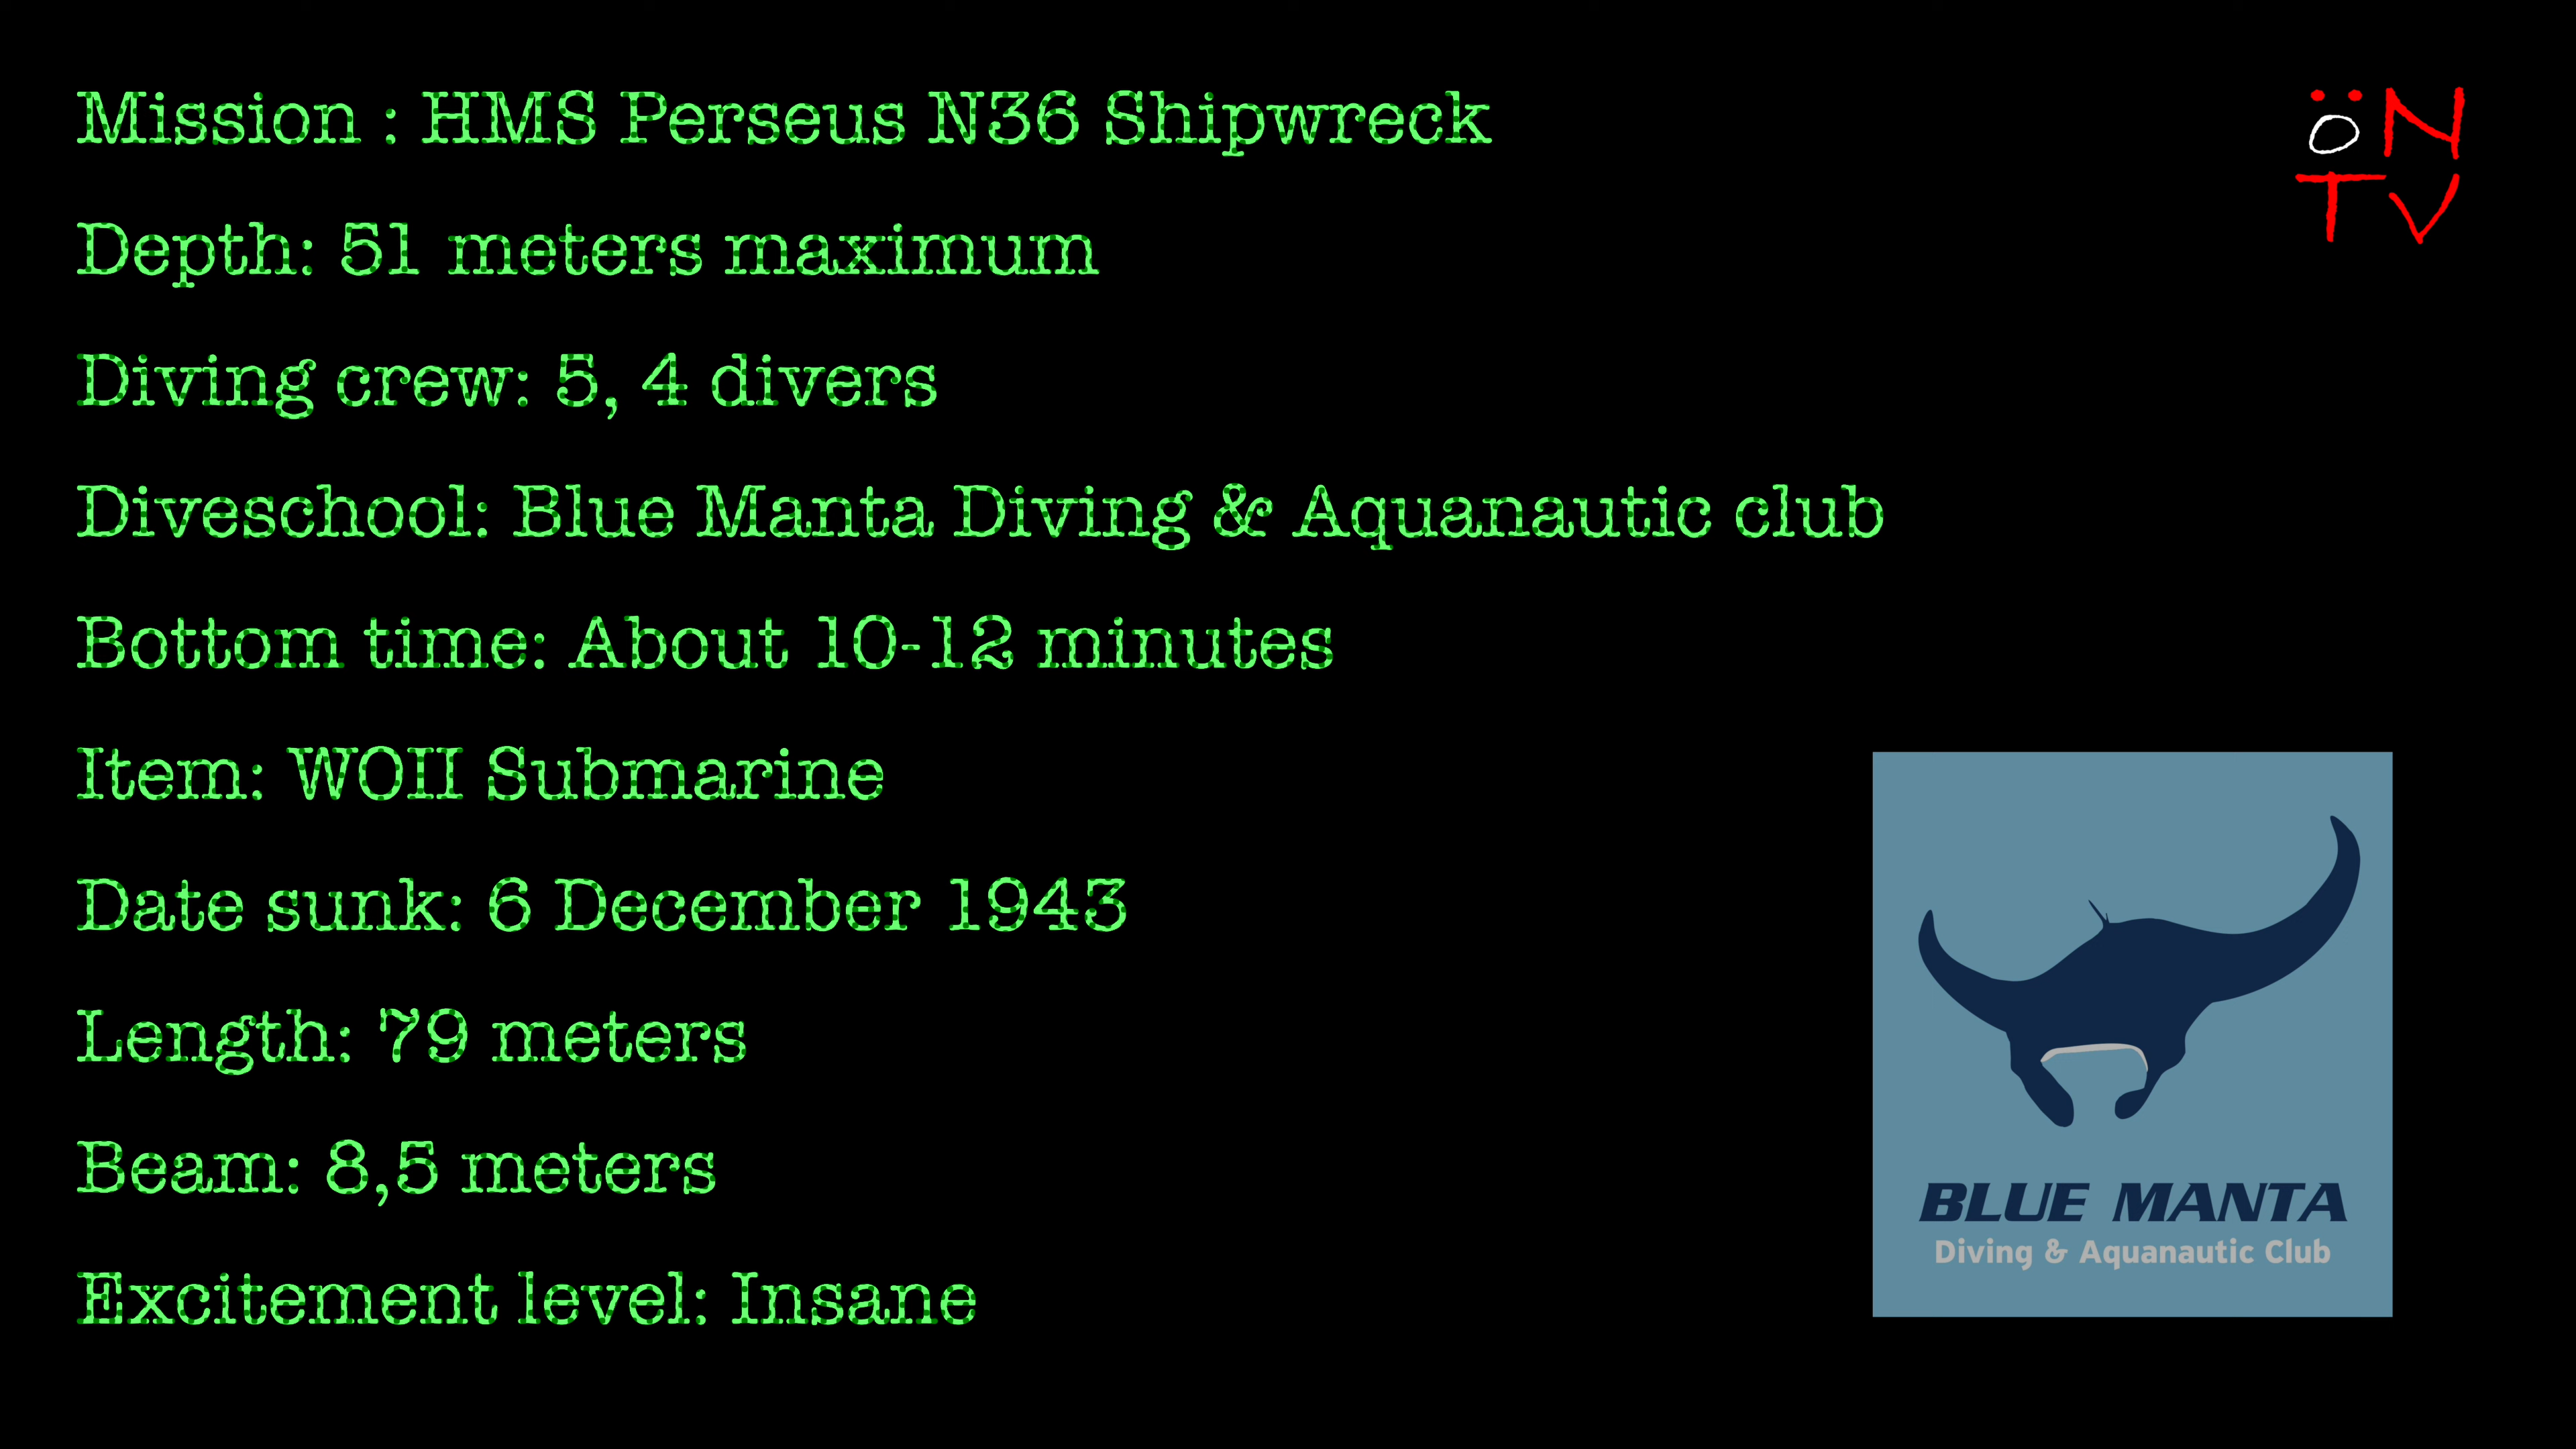 Mission : HMS Perseus N36 Shipwreck
öN
TV
Depth: 51 meters maximum
Diving crew: 5, 4 divers
Diveschool: Blue Manta Diving & Aquanautic club
Bottom time: About 10-12 minutes
Item: WOII Submarine
Date sunk: 6 December 1943
Length: 79 meters
Beam: 8,5 meters
Excitement level: Insane
BLUE MANTA
Diving & Aquanautic Club